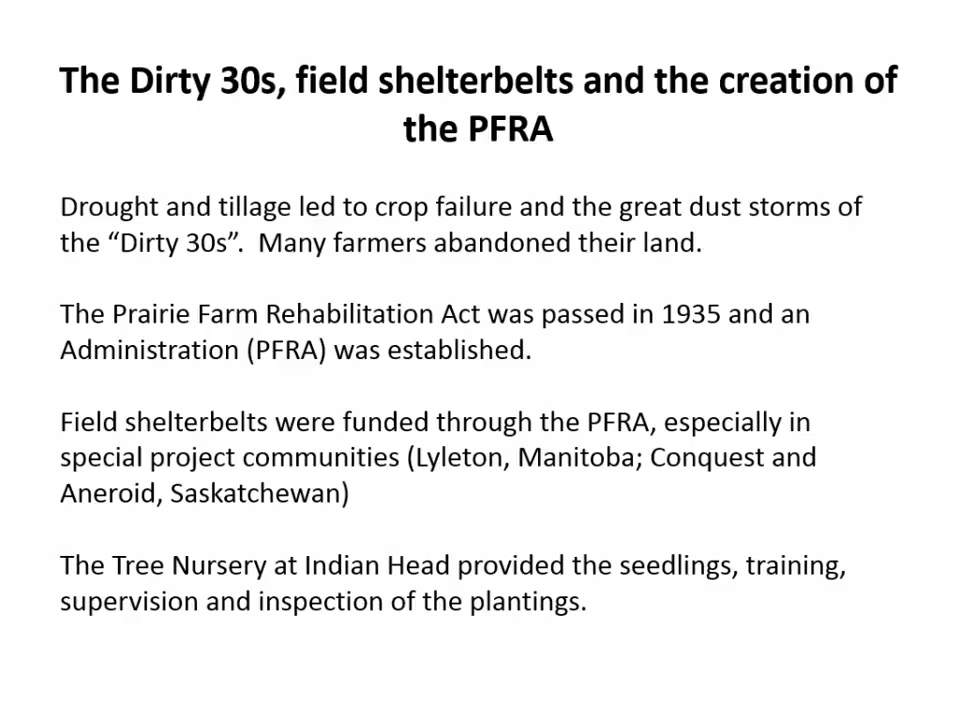 The Dirty 30s, field shelterbelts and the creation of
the PFRA
Drought and tillage led to crop failure and the great dust storms of
the “Dirty 30s”.  Many farmers abandoned their land.
The Prairie Farm Rehabilitation Act was passed in 1935 and an
Administration (PFRA) was established.
Field shelterbelts were funded through the PFRA, especially in
special project communities (Lyleton, Manitoba; Conquest and
Aneroid, Saskatchewan)
The Tree Nursery at Indian Head provided the seedlings, training,
supervision and inspection of the plantings.